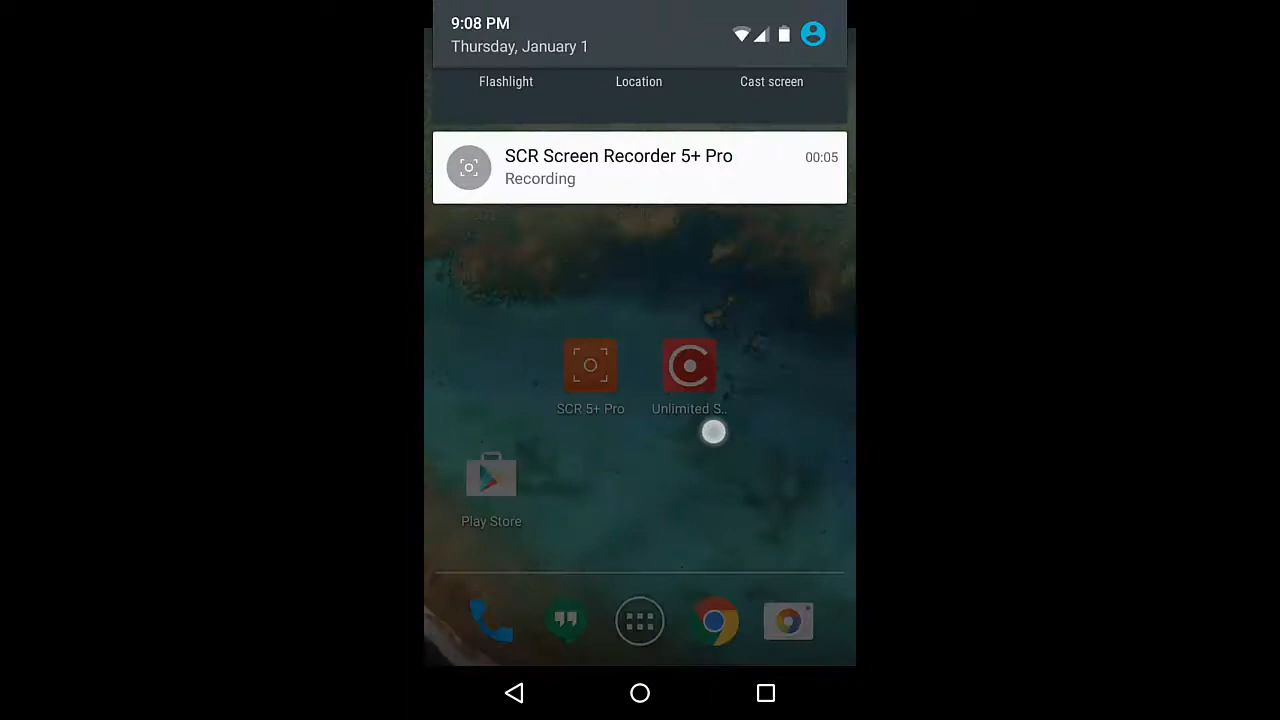 9:08 PM
Thursday, January 1
Flashlight Location Cast screen
SCR Screen Recorder 5+ Pro 00:05
Recording
SCR 5+ Pro Unlimited S..
Play Store